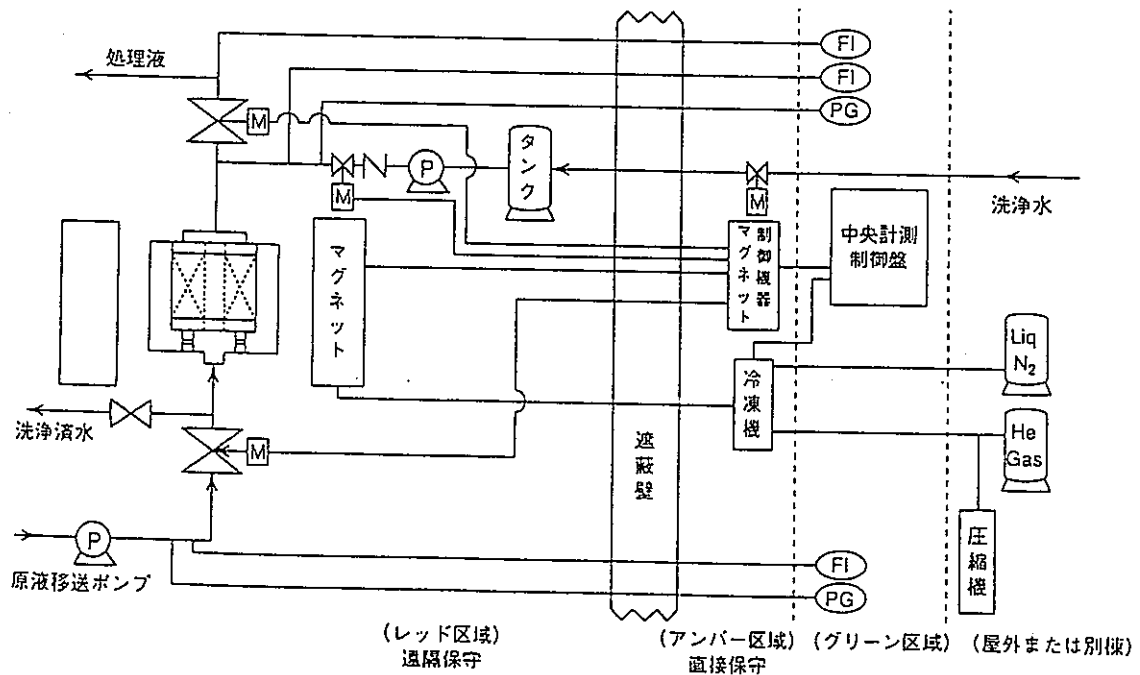 FI
処理液
FI
PG
M
タンク
P
M
M
洗浄水
マグネット
マグネット
制御機器
中央計測
制御盤
Liq
N₂
冷凍機
洗浄済水
He
Gas
M
遮蔽壁
P
圧縮機
原液移送ポンプ
FI
PG
(レッド区域)
遠隔保守
(アンバー区域)
直接保守
(グリーン区域)
(屋外または別棟)